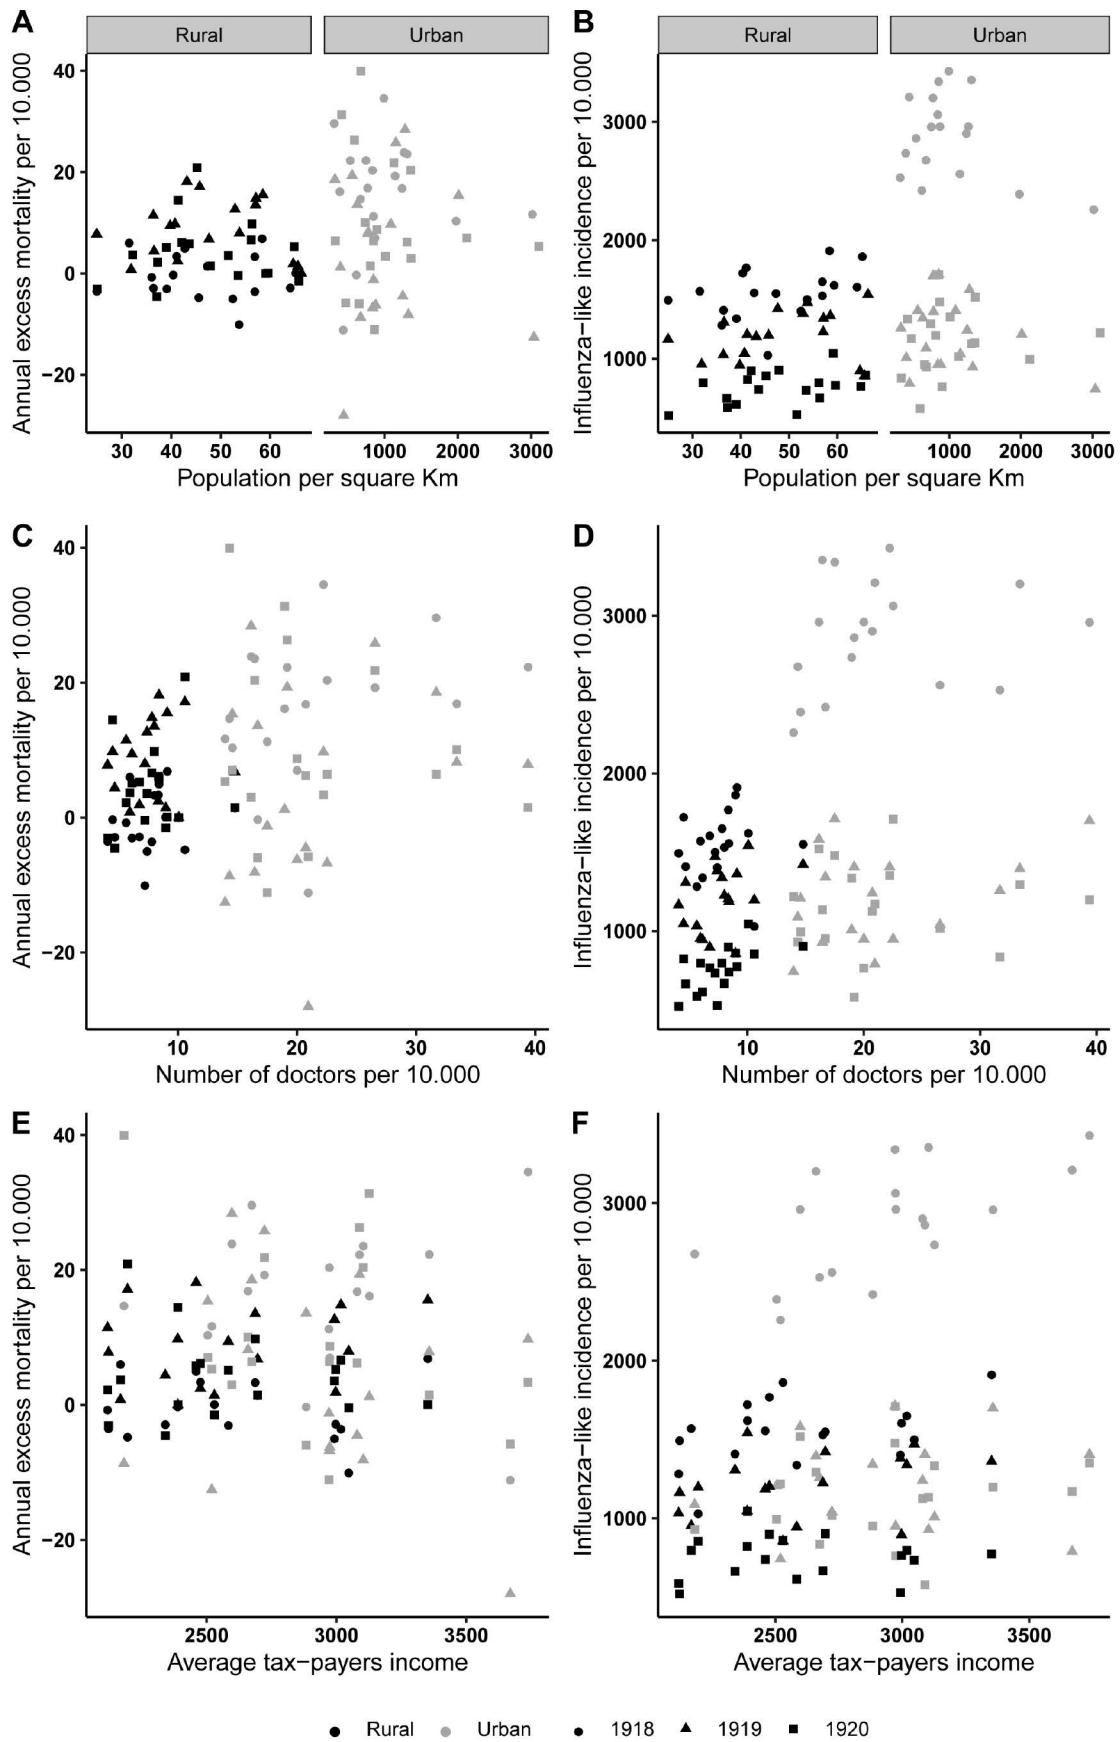 A
B
Rural
Urban
Rural
Urban
Annual excess mortality per 10.000
40
20
0
−20
30
40
50
60
1000
2000
3000
Population per square Km
Influenza−like incidence per 10.000
3000
2000
1000
30
40
50
60
1000
2000
3000
Population per square Km
C
D
Annual excess mortality per 10.000
40
20
0
−20
10
20
30
40
Number of doctors per 10.000
Influenza−like incidence per 10.000
3000
2000
1000
10
20
30
40
Number of doctors per 10.000
E
F
Annual excess mortality per 10.000
40
20
0
−20
2500
3000
3500
Average tax−payers income
Influenza−like incidence per 10.000
3000
2000
1000
2500
3000
3500
Average tax−payers income
Rural
Urban
1918
1919
1920